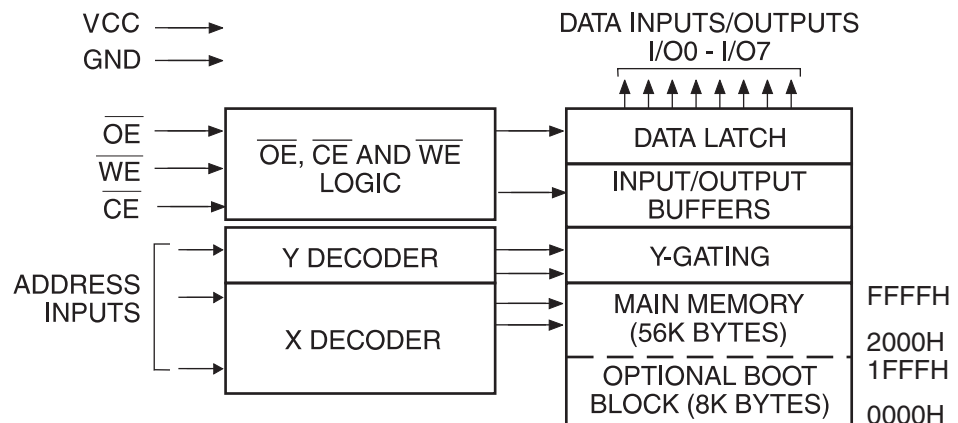 VCC
GND
DATA INPUTS/OUTPUTS
I/O0 - I/O7
OE
WE
CE
OE, CE AND WE
LOGIC
DATA LATCH
INPUT/OUTPUT
BUFFERS
ADDRESS
INPUTS
Y DECODER
X DECODER
Y-GATING
MAIN MEMORY
(56K BYTES)
OPTIONAL BOOT
BLOCK (8K BYTES)
FFFFH
2000H
1FFFH
0000H